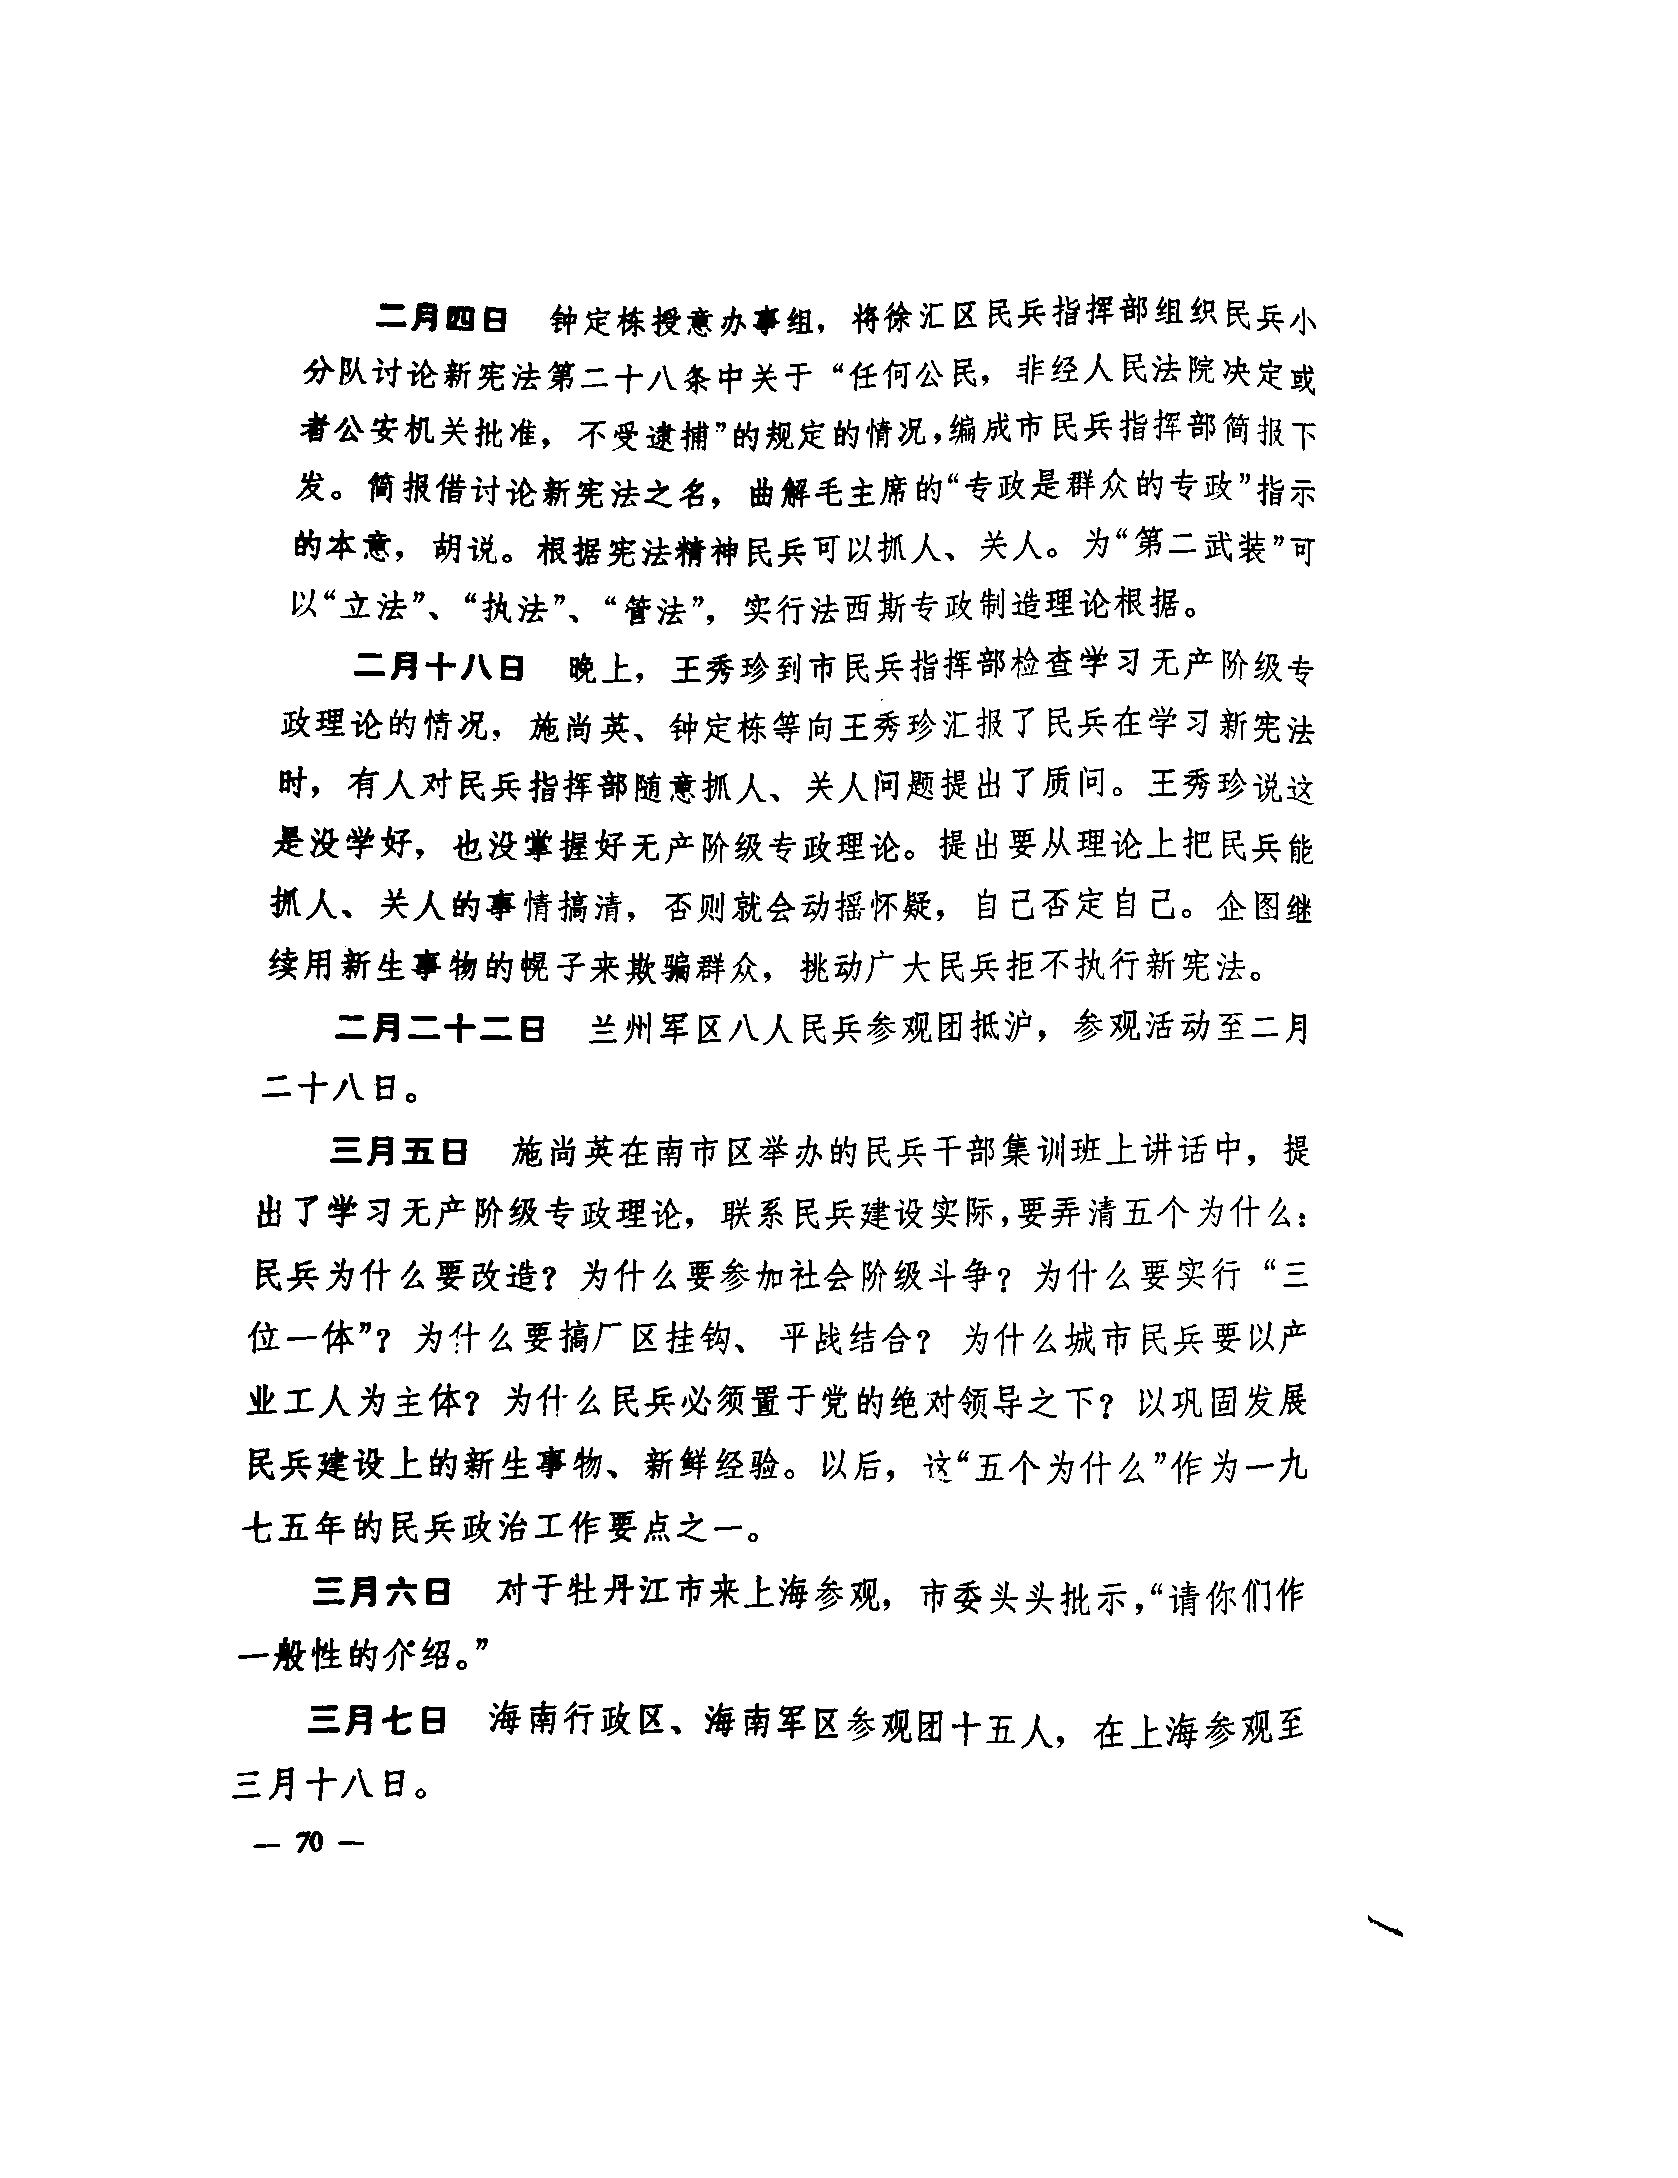 二月四日　钟定栋授意办事组，将徐汇区民兵指挥部组织民兵小
分队讨论新宪法第二十八条中关于“任何公民，非经人民法院决定或
者公安机关批准，不受逮捕”的规定的情况，编成市民兵指挥部简报下
发。简报借讨论新宪法之名，曲解毛主席的“专政是群众的专政”指示
的本意，胡说。根据宪法精神民兵可以抓人、关人。为“第二武装”可
以“立法”、“执法”、“管法”，实行法西斯专政制造理论根据。
二月十八日　晚上，王秀珍到市民兵指挥部检查学习无产阶级专
政理论的情况，施尚英、钟定栋等向王秀珍汇报了民兵在学习新宪法
时，有人对民兵指挥部随意抓人、关人问题提出了质问。王秀珍说这
是没学好，也没掌握好无产阶级专政理论。提出要从理论上把民兵能
抓人、关人的事情搞清，否则就会动摇怀疑，自己否定自己。企图继
续用新生事物的幌子来欺骗群众，挑动广大民兵拒不执行新宪法。
二月二十二日　兰州军区八人民兵参观团抵沪，参观活动至二月
二十八日。
三月五日　施尚英在南市区举办的民兵干部集训班上讲话中，提
出了学习无产阶级专政理论，联系民兵建设实际，要弄清五个为什么：
民兵为什么要改造？为什么要参加社会阶级斗争？为什么要实行“三
位一体”？为什么要搞厂区挂钩、平战结合？为什么城市民兵要以产
业工人为主体？为什么民兵必须置于党的绝对领导之下？以巩固发展
民兵建设上的新生事物、新鲜经验。以后，这“五个为什么”作为一九
七五年的民兵政治工作要点之一。
三月六日　对于牡丹江市来上海参观，市委头头批示，“请你们作
一般性的介绍。”
三月七日　海南行政区、海南军区参观团十五人，在上海参观至
三月十八日。
— 70 —